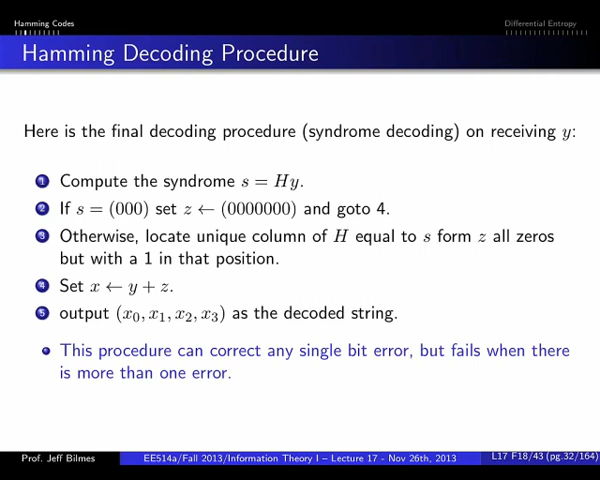 Hamming Codes Differential Entropy
Hamming Decoding Procedure
Here is the final decoding procedure (syndrome decoding) on receiving y:
1 Compute the syndrome s = Hy.
2 If s = (000) set z ← (0000000) and goto 4.
3 Otherwise, locate unique column of H equal to s form z all zeros
but with a 1 in that position.
4 Set x ← y + z.
5 output (x₀, x₁, x₂, x₃) as the decoded string.
This procedure can correct any single bit error, but fails when there
is more than one error.
Prof. Jeff Bilmes EE514a/Fall 2013/Information Theory I – Lecture 17 - Nov 26th, 2013 L17 F18/43 (pg.32/164)